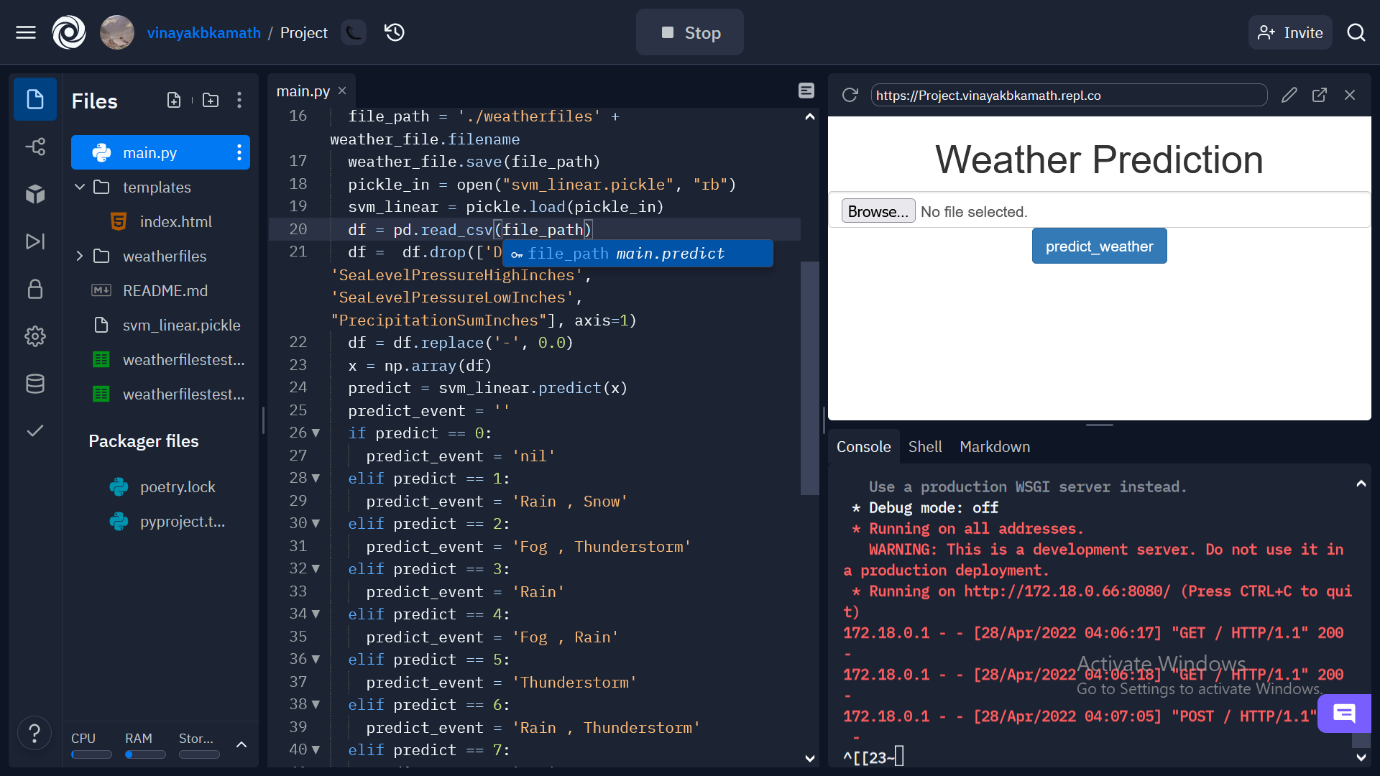 vinayakbkamath / Project
Stop
Invite
Files
main.py
templates
index.html
weatherfiles
README.md
svm_linear.pickle
weatherfilestest...
weatherfilestest...
Packager files
poetry.lock
pyproject.t...
?
CPU RAM Stor...
main.py ×
16 file_path = './weatherfiles' +
weather_file.filename
17 weather_file.save(file_path)
18 pickle_in = open("svm_linear.pickle", "rb")
19 svm_linear = pickle.load(pickle_in)
20 df = pd.read_csv(file_path)
21 df =  df.drop(['D
file_path main.predict
'SeaLevelPressureHighInches',
'SeaLevelPressureLowInches',
"PrecipitationSumInches"], axis=1)
22 df = df.replace('-', 0.0)
23 x = np.array(df)
24 predict = svm_linear.predict(x)
25 predict_event = ''
26 if predict == 0:
27 predict_event = 'nil'
28 elif predict == 1:
29 predict_event = 'Rain , Snow'
30 elif predict == 2:
31 predict_event = 'Fog , Thunderstorm'
32 elif predict == 3:
33 predict_event = 'Rain'
34 elif predict == 4:
35 predict_event = 'Fog , Rain'
36 elif predict == 5:
37 predict_event = 'Thunderstorm'
38 elif predict == 6:
39 predict_event = 'Rain , Thunderstorm'
40 elif predict == 7:
https://Project.vinayakbkamath.repl.co
Weather Prediction
Browse... No file selected.
predict_weather
Console Shell Markdown
Use a production WSGI server instead.
* Debug mode: off
* Running on all addresses.
WARNING: This is a development server. Do not use it in
a production deployment.
* Running on http://172.18.0.66:8080/ (Press CTRL+C to qui
t)
172.18.0.1 - - [28/Apr/2022 04:06:17] "GET / HTTP/1.1" 200
-
172.18.0.1 - - [28/Apr/2022 04:06:18] "GET / HTTP/1.1" 200
-
172.18.0.1 - - [28/Apr/2022 04:07:05] "POST / HTTP/1.1"
-
^[[23~
Activate Windows
Go to Settings to activate Windows.